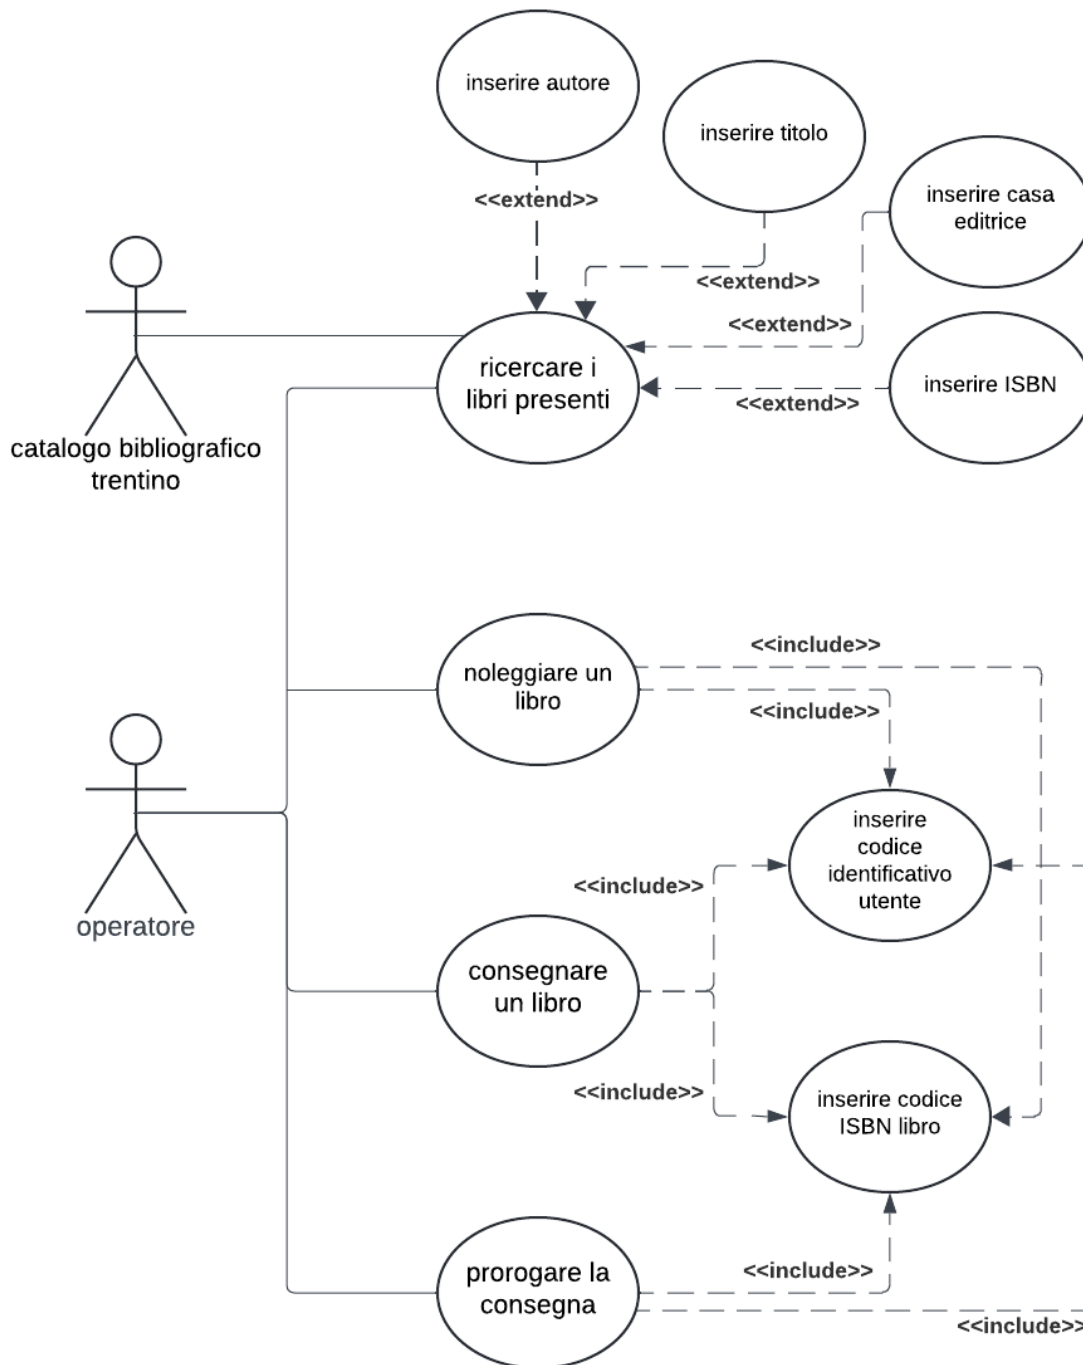 inserire autore
inserire titolo
<<extend>>
inserire casa
editrice
<<extend>>
<<extend>>
ricercare i
libri presenti
inserire ISBN
<<extend>>
catalogo bibliografico
trentino
<<include>>
noleggiare un
libro
<<include>>
inserire
codice
identificativo
utente
<<include>>
operatore
consegnare
un libro
<<include>>
inserire codice
ISBN libro
prorogare la
consegna
<<include>>
<<include>>